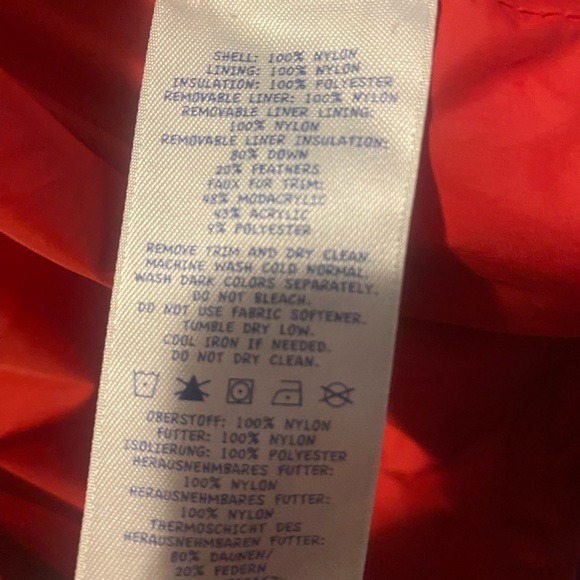 SHELL: 100% NYLON
LINING: 100% NYLON
INSULATION: 100% POLYESTER
REMOVABLE LINER: 100% NYLON
REMOVABLE LINER LINING:
100% NYLON
REMOVABLE LINER INSULATION:
80% DOWN
20% FEATHERS
FAUX FUR TRIM:
48% MODACRYLIC
43% ACRYLIC
9% POLYESTER
REMOVE TRIM AND DRY CLEAN.
MACHINE WASH COLD NORMAL.
WASH DARK COLORS SEPARATELY.
DO NOT BLEACH.
DO NOT USE FABRIC SOFTENER.
TUMBLE DRY LOW.
COOL IRON IF NEEDED.
DO NOT DRY CLEAN.
OBERSTOFF: 100% NYLON
FUTTER: 100% NYLON
ISOLIERUNG: 100% POLYESTER
HERAUSNEHMBARES FUTTER:
100% NYLON
HERAUSNEHMBARES FUTTER:
100% NYLON
THERMOSCHICHT DES
HERAUSNEHMBAREN FUTTER:
80% DAUNEN/
20% FEDERN